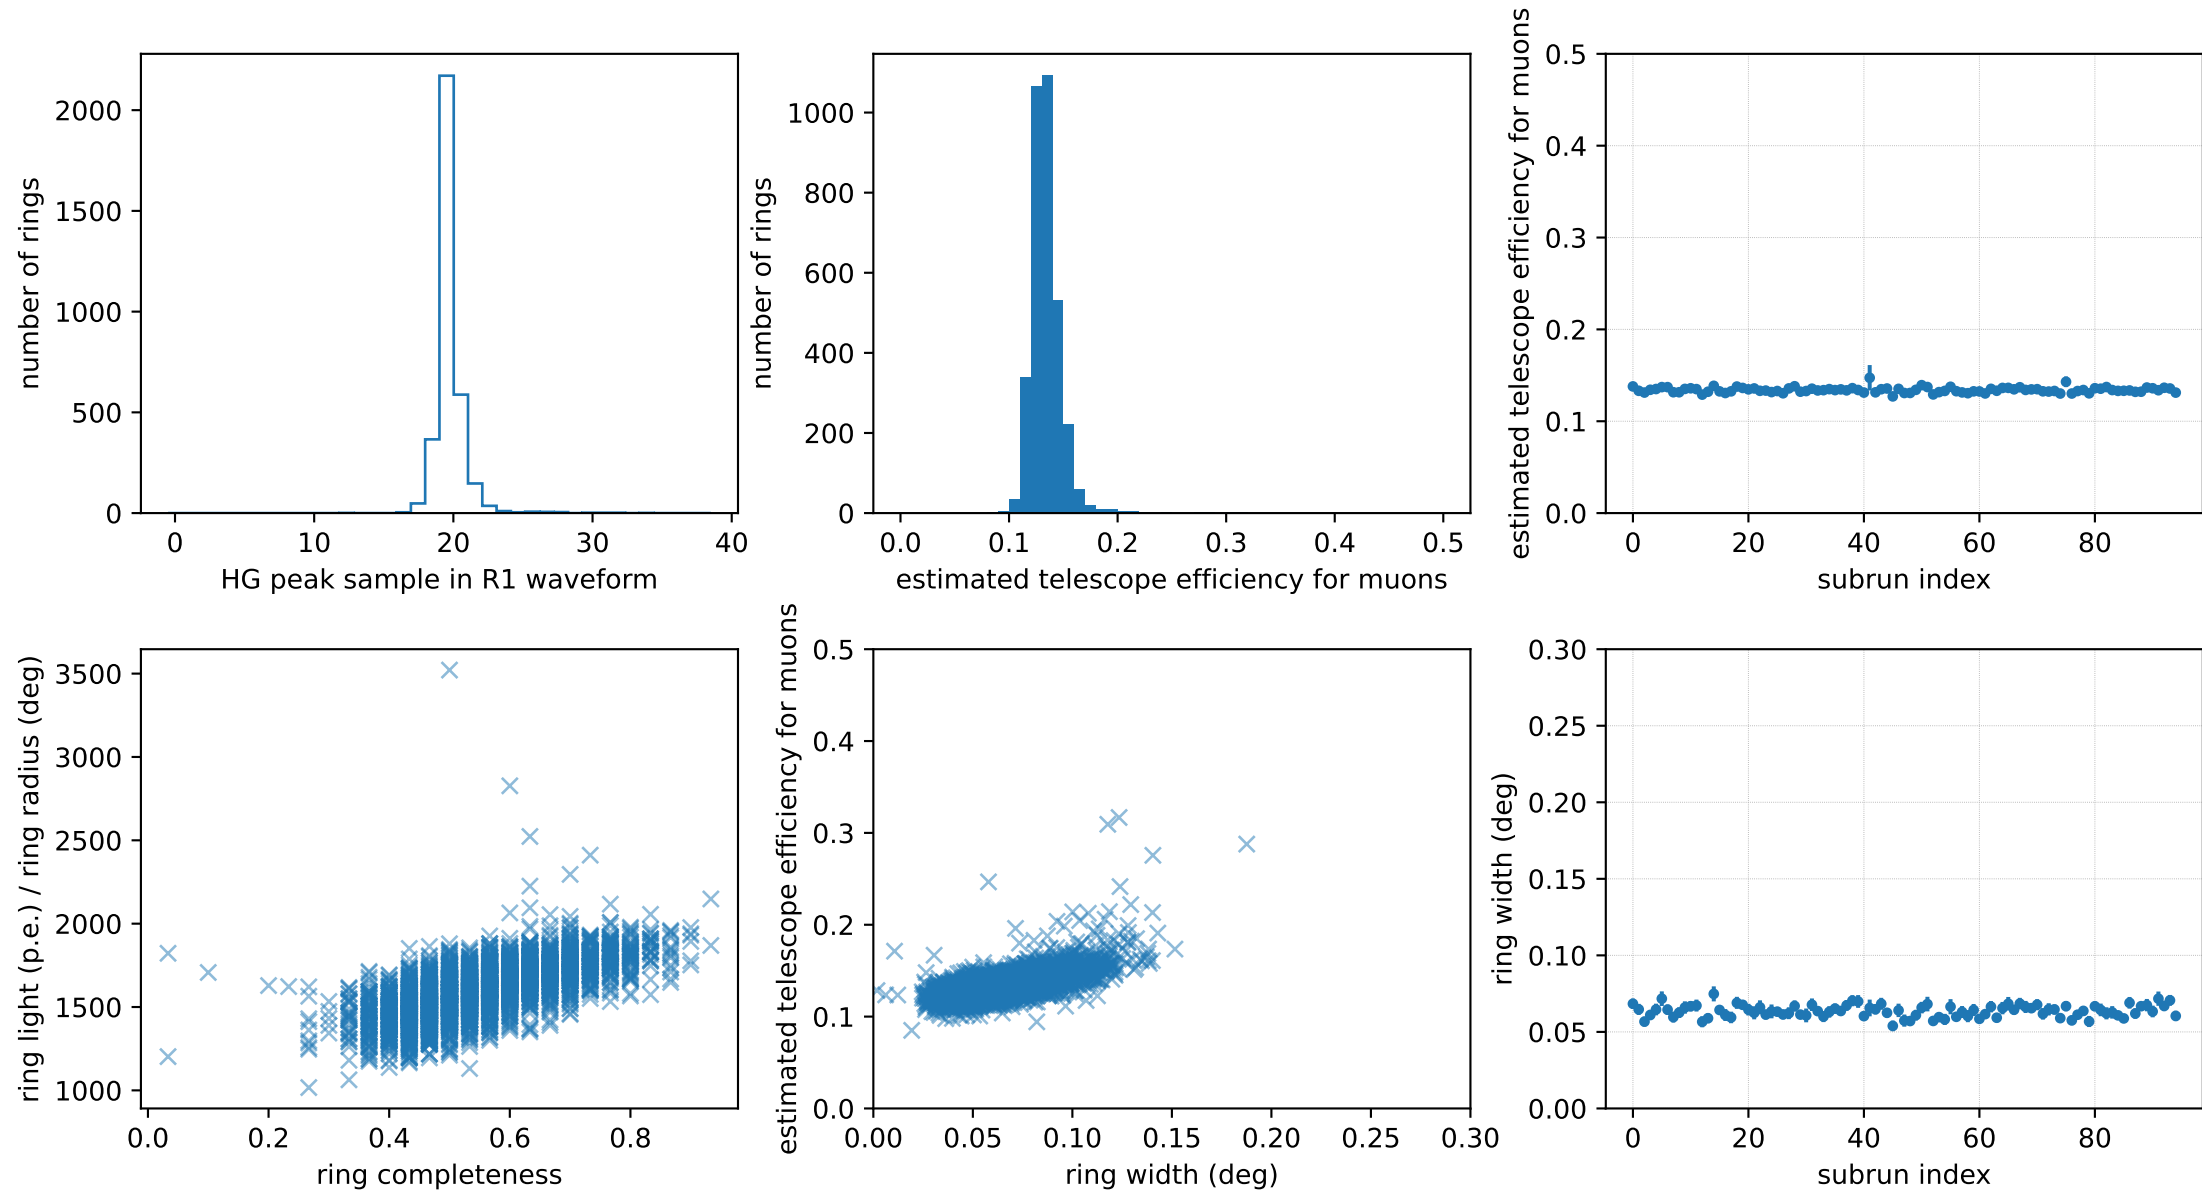 number of rings
2000
1500
1000
500
0
0 10 20 30 40
HG peak sample in R1 waveform
number of rings
1000
800
600
400
200
0
0.0 0.1 0.2 0.3 0.4 0.5
estimated telescope efficiency for muons
estimated telescope efficiency for muons
0.5
0.4
0.3
0.2
0.1
0.0
0 20 40 60 80
subrun index
ring light (p.e.) / ring radius (deg)
3500
3000
2500
2000
1500
1000
0.0 0.2 0.4 0.6 0.8
ring completeness
estimated telescope efficiency for muons
0.5
0.4
0.3
0.2
0.1
0.0
0.00 0.05 0.10 0.15 0.20 0.25 0.30
ring width (deg)
ring width (deg)
0.30
0.25
0.20
0.15
0.10
0.05
0.00
0 20 40 60 80
subrun index